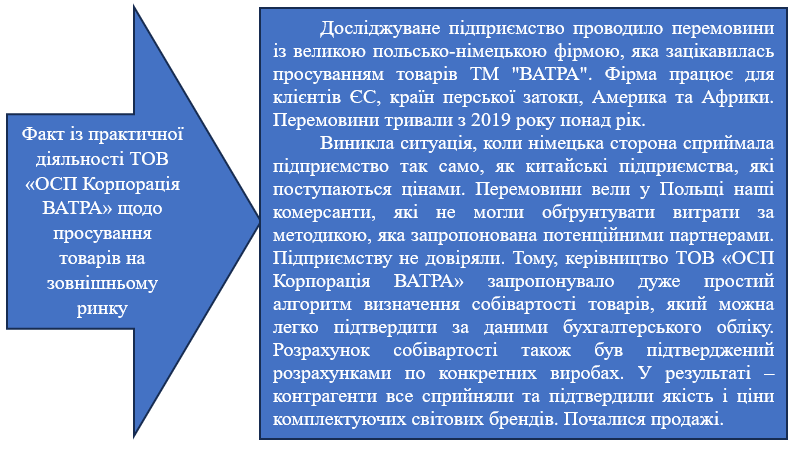 Факт із практичної
діяльності ТОВ
«ОСП Корпорація
ВАТРА» щодо
просування
товарів на
зовнішньому
ринку
Досліджуване підприємство проводило перемовини
із великою польсько-німецькою фірмою, яка зацікавилась
просуванням товарів ТМ "ВАТРА". Фірма працює для
клієнтів ЄС, країн перської затоки, Америка та Африки.
Перемовини тривали з 2019 року понад рік.
Виникла ситуація, коли німецька сторона сприймала
підприємство так само, як китайські підприємства, які
поступаються цінами. Перемовини вели у Польщі наші
комерсанти, які не могли обґрунтувати витрати за
методикою, яка запропонована потенційними партнерами.
Підприємству не довіряли. Тому, керівництво ТОВ «ОСП
Корпорація ВАТРА» запропонувало дуже простий
алгоритм визначення собівартості товарів, який можна
легко підтвердити за даними бухгалтерського обліку.
Розрахунок собівартості також був підтверджений
розрахунками по конкретних виробах. У результаті –
контрагенти все сприйняли та підтвердили якість і ціни
комплектуючих світових брендів. Почалися продажі.